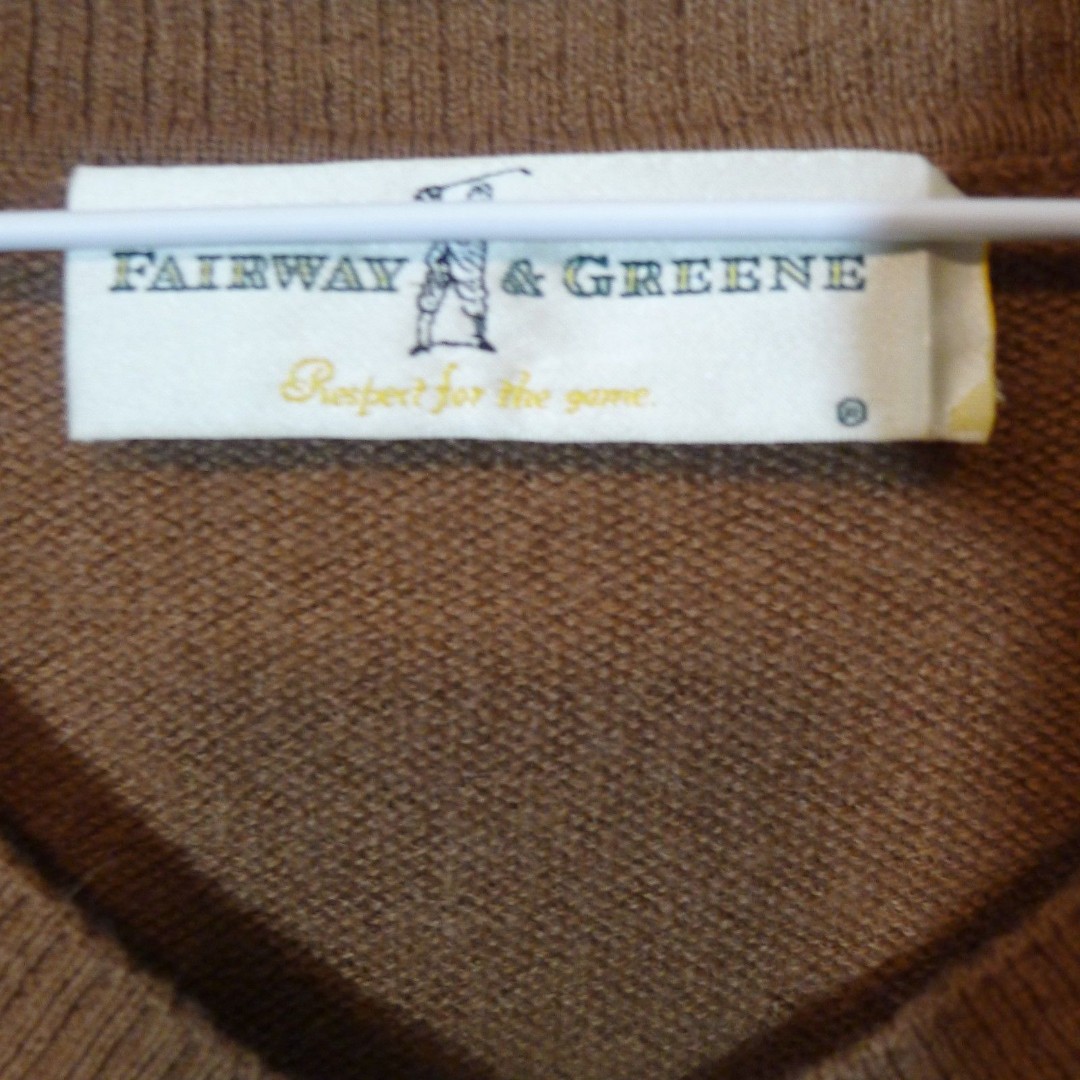 FAIRWAY & GREENE
Respect for the game.
®